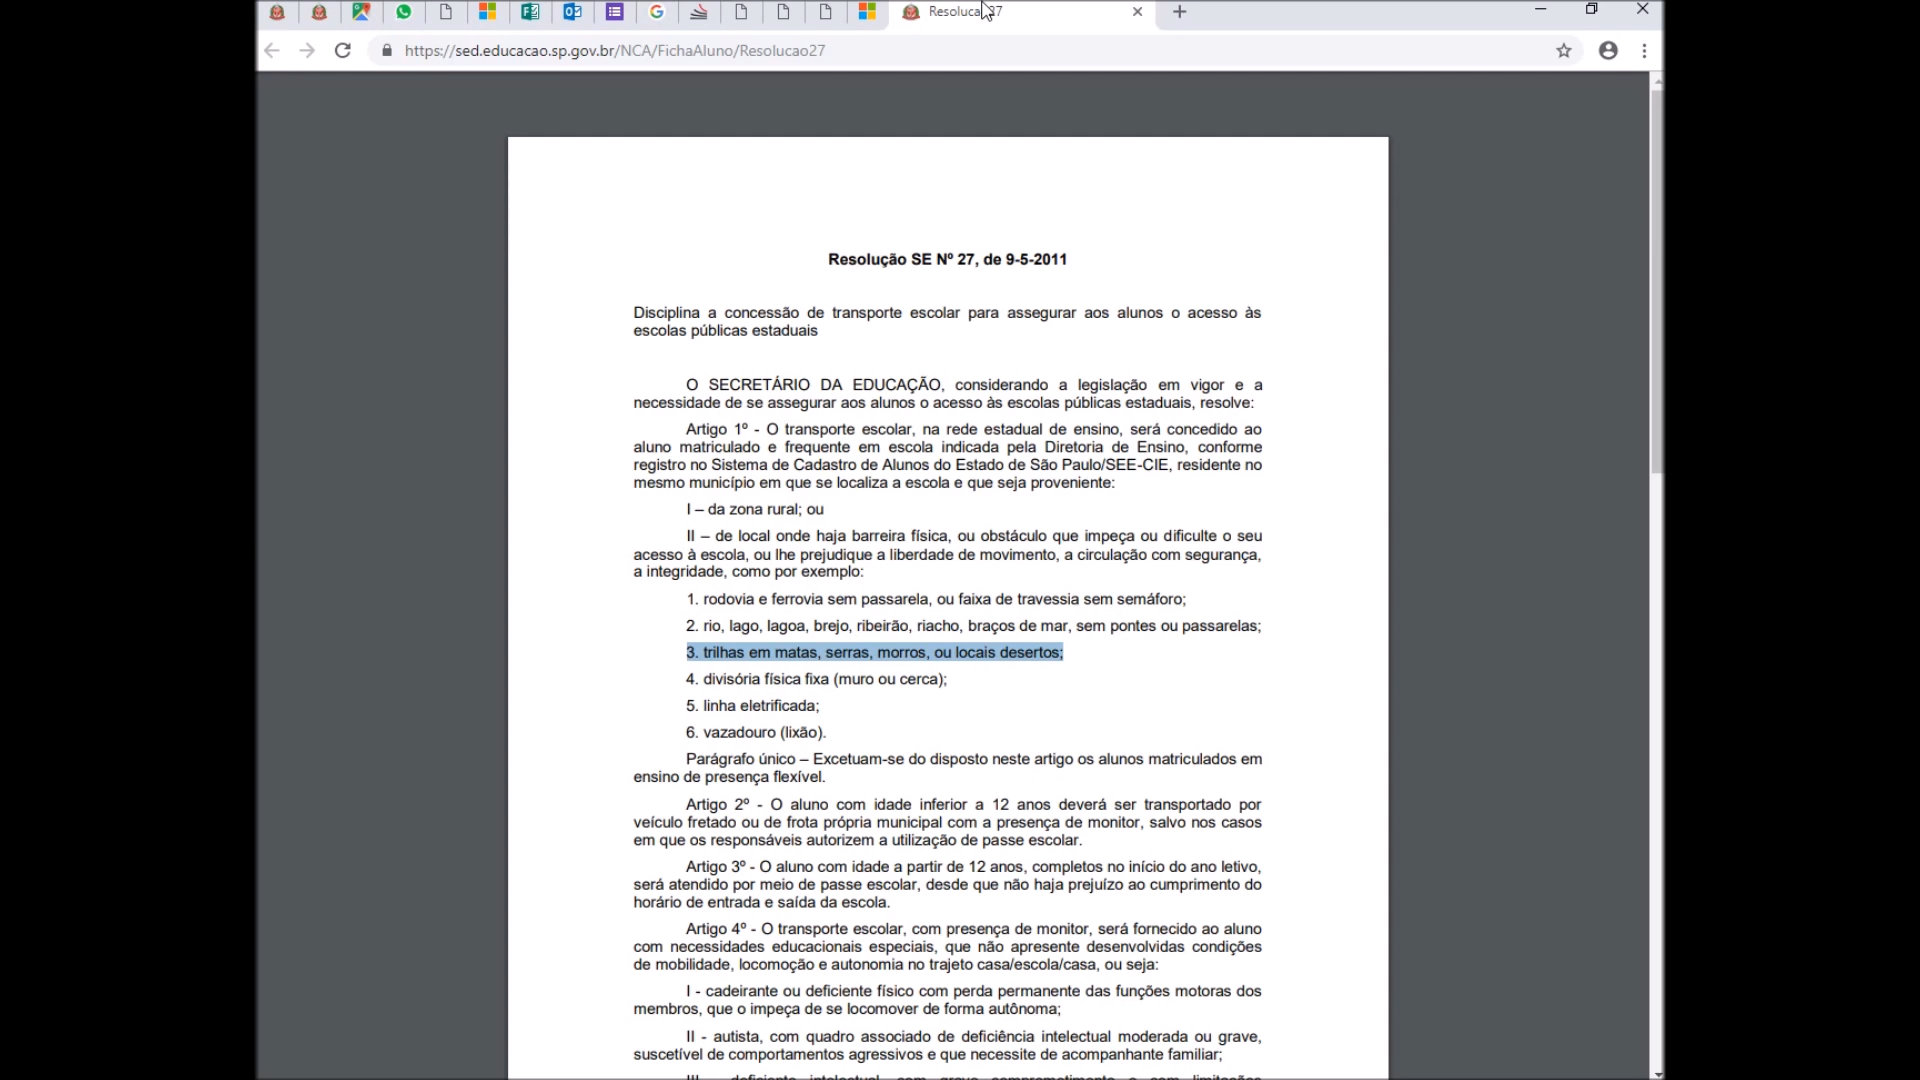 Resoluca 37
https://sed.educacao.sp.gov.br/NCA/FichaAluno/Resolucao27
Resolução SE Nº 27, de 9-5-2011
Disciplina a concessão de transporte escolar para assegurar aos alunos o acesso às
escolas públicas estaduais
O SECRETÁRIO DA EDUCAÇÃO, considerando a legislação em vigor e a
necessidade de se assegurar aos alunos o acesso às escolas públicas estaduais, resolve:
Artigo 1º - O transporte escolar, na rede estadual de ensino, será concedido ao
aluno matriculado e frequente em escola indicada pela Diretoria de Ensino, conforme
registro no Sistema de Cadastro de Alunos do Estado de São Paulo/SEE-CIE, residente no
mesmo município em que se localiza a escola e que seja proveniente:
I – da zona rural; ou
II – de local onde haja barreira física, ou obstáculo que impeça ou dificulte o seu
acesso à escola, ou lhe prejudique a liberdade de movimento, a circulação com segurança,
a integridade, como por exemplo:
1. rodovia e ferrovia sem passarela, ou faixa de travessia sem semáforo;
2. rio, lago, lagoa, brejo, ribeirão, riacho, braços de mar, sem pontes ou passarelas;
3. trilhas em matas, serras, morros, ou locais desertos;
4. divisória física fixa (muro ou cerca);
5. linha eletrificada;
6. vazadouro (lixão).
Parágrafo único – Excetuam-se do disposto neste artigo os alunos matriculados em
ensino de presença flexível.
Artigo 2º - O aluno com idade inferior a 12 anos deverá ser transportado por
veículo fretado ou de frota própria municipal com a presença de monitor, salvo nos casos
em que os responsáveis autorizem a utilização de passe escolar.
Artigo 3º - O aluno com idade a partir de 12 anos, completos no início do ano letivo,
será atendido por meio de passe escolar, desde que não haja prejuízo ao cumprimento do
horário de entrada e saída da escola.
Artigo 4º - O transporte escolar, com presença de monitor, será fornecido ao aluno
com necessidades educacionais especiais, que não apresente desenvolvidas condições
de mobilidade, locomoção e autonomia no trajeto casa/escola/casa, ou seja:
I - cadeirante ou deficiente físico com perda permanente das funções motoras dos
membros, que o impeça de se locomover de forma autônoma;
II - autista, com quadro associado de deficiência intelectual moderada ou grave,
suscetível de comportamentos agressivos e que necessite de acompanhante familiar;